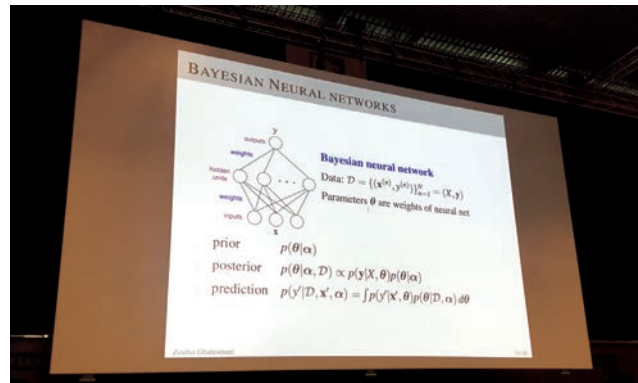 BAYESIAN NEURAL NETWORKS
y
outputs
weights
hidden
units
. . .
weights
inputs
x
Bayesian neural network
Data: 𝒟 = {(x⁽ⁿ⁾, y⁽ⁿ⁾)}ᴺₙ₌₁ = (X, y)
Parameters θ are weights of neural net
prior p(θ|α)
posterior p(θ|α, 𝒟) ∝ p(y|X, θ)p(θ|α)
prediction p(y′|𝒟, x′, α) = ∫ p(y′|x′, θ)p(θ|𝒟, α) dθ
Zoubin Ghahramani